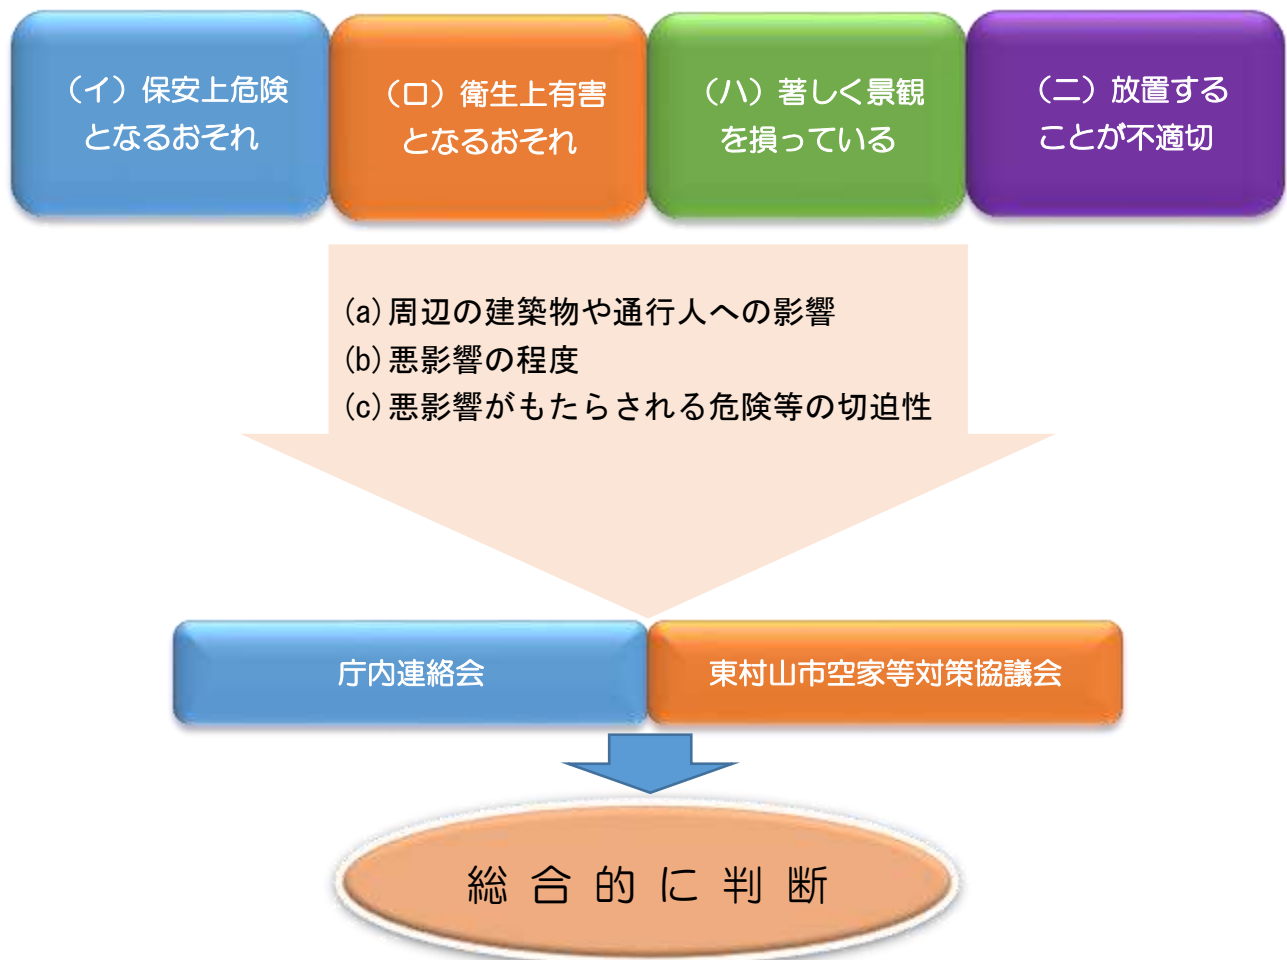 （イ）保安上危険
となるおそれ
（ロ）衛生上有害
となるおそれ
（ハ）著しく景観
を損っている
（ニ）放置する
ことが不適切
(a)周辺の建築物や通行人への影響
(b)悪影響の程度
(c)悪影響がもたらされる危険等の切迫性
庁内連絡会
東村山市空家等対策協議会
総合的に判断